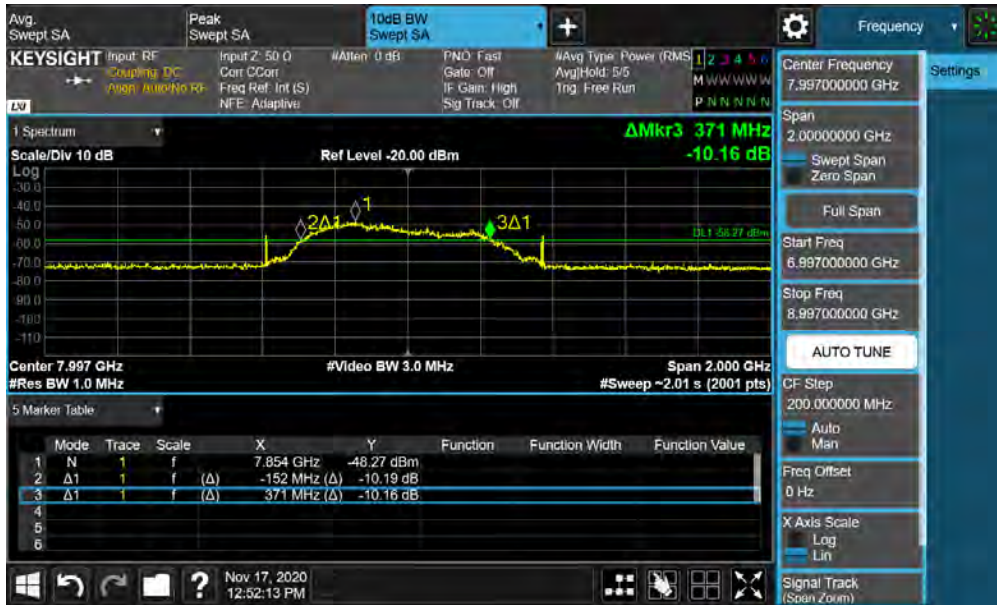 Avg. Swept SA
Peak Swept SA
10dB BW Swept SA
Frequency
KEYSIGHT
Input: RF
Coupling: DC
Align: Auto/No RF
Input Z: 50 Ω
Corr CCorr
Freq Ref: Int (S)
NFE: Adaptive
#Atten: 0 dB
PNO: Fast
Gate: Off
IF Gain: High
Sig Track: Off
#Avg Type: Power (RMS
Avg|Hold: 5/5
Trig: Free Run
1 2 3 4 5 6
M W W W W W
P N N N N N
LXI
1 Spectrum
ΔMkr3 371 MHz
-10.16 dB
Scale/Div 10 dB
Ref Level -20.00 dBm
Log
-30.0
-40.0
-50.0
-60.0
-70.0
-80.0
-90.0
-100
-110
1
2Δ1
3Δ1
DL1 -58.27 dBm
Center 7.997 GHz
#Video BW 3.0 MHz
Span 2.000 GHz
#Res BW 1.0 MHz
#Sweep ~2.01 s (2001 pts)
5 Marker Table
Mode Trace Scale X Y Function Function Width Function Value
1 N 1 f 7.854 GHz -48.27 dBm
2 Δ1 1 f (Δ) -152 MHz (Δ) -10.19 dB
3 Δ1 1 f (Δ) 371 MHz (Δ) -10.16 dB
4
5
6
Nov 17, 2020
12:52:13 PM
Center Frequency
7.997000000 GHz
Settings
Span
2.00000000 GHz
Swept Span
Zero Span
Full Span
Start Freq
6.997000000 GHz
Stop Freq
8.997000000 GHz
AUTO TUNE
CF Step
200.000000 MHz
Auto
Man
Freq Offset
0 Hz
X Axis Scale
Log
Lin
Signal Track
(Span Zoom)